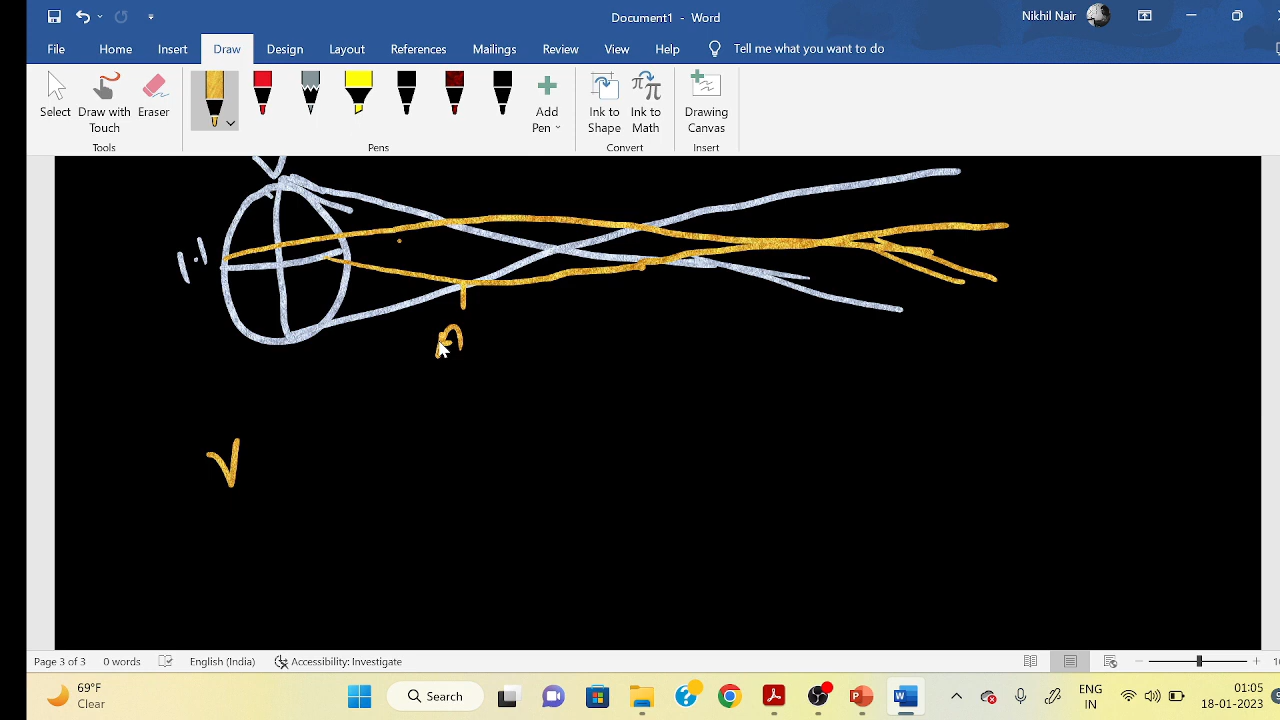 Document1 - Word
Nikhil Nair
File Home Insert Draw Design Layout References Mailings Review View Help Tell me what you want to do
Select Draw with Touch Eraser Add Pen Ink to Shape Ink to Math Drawing Canvas
Tools Pens Convert Insert
V
Page 3 of 3 0 words English (India) Accessibility: Investigate
69°F
Clear
Search
ENG
IN
01:05
18-01-2023